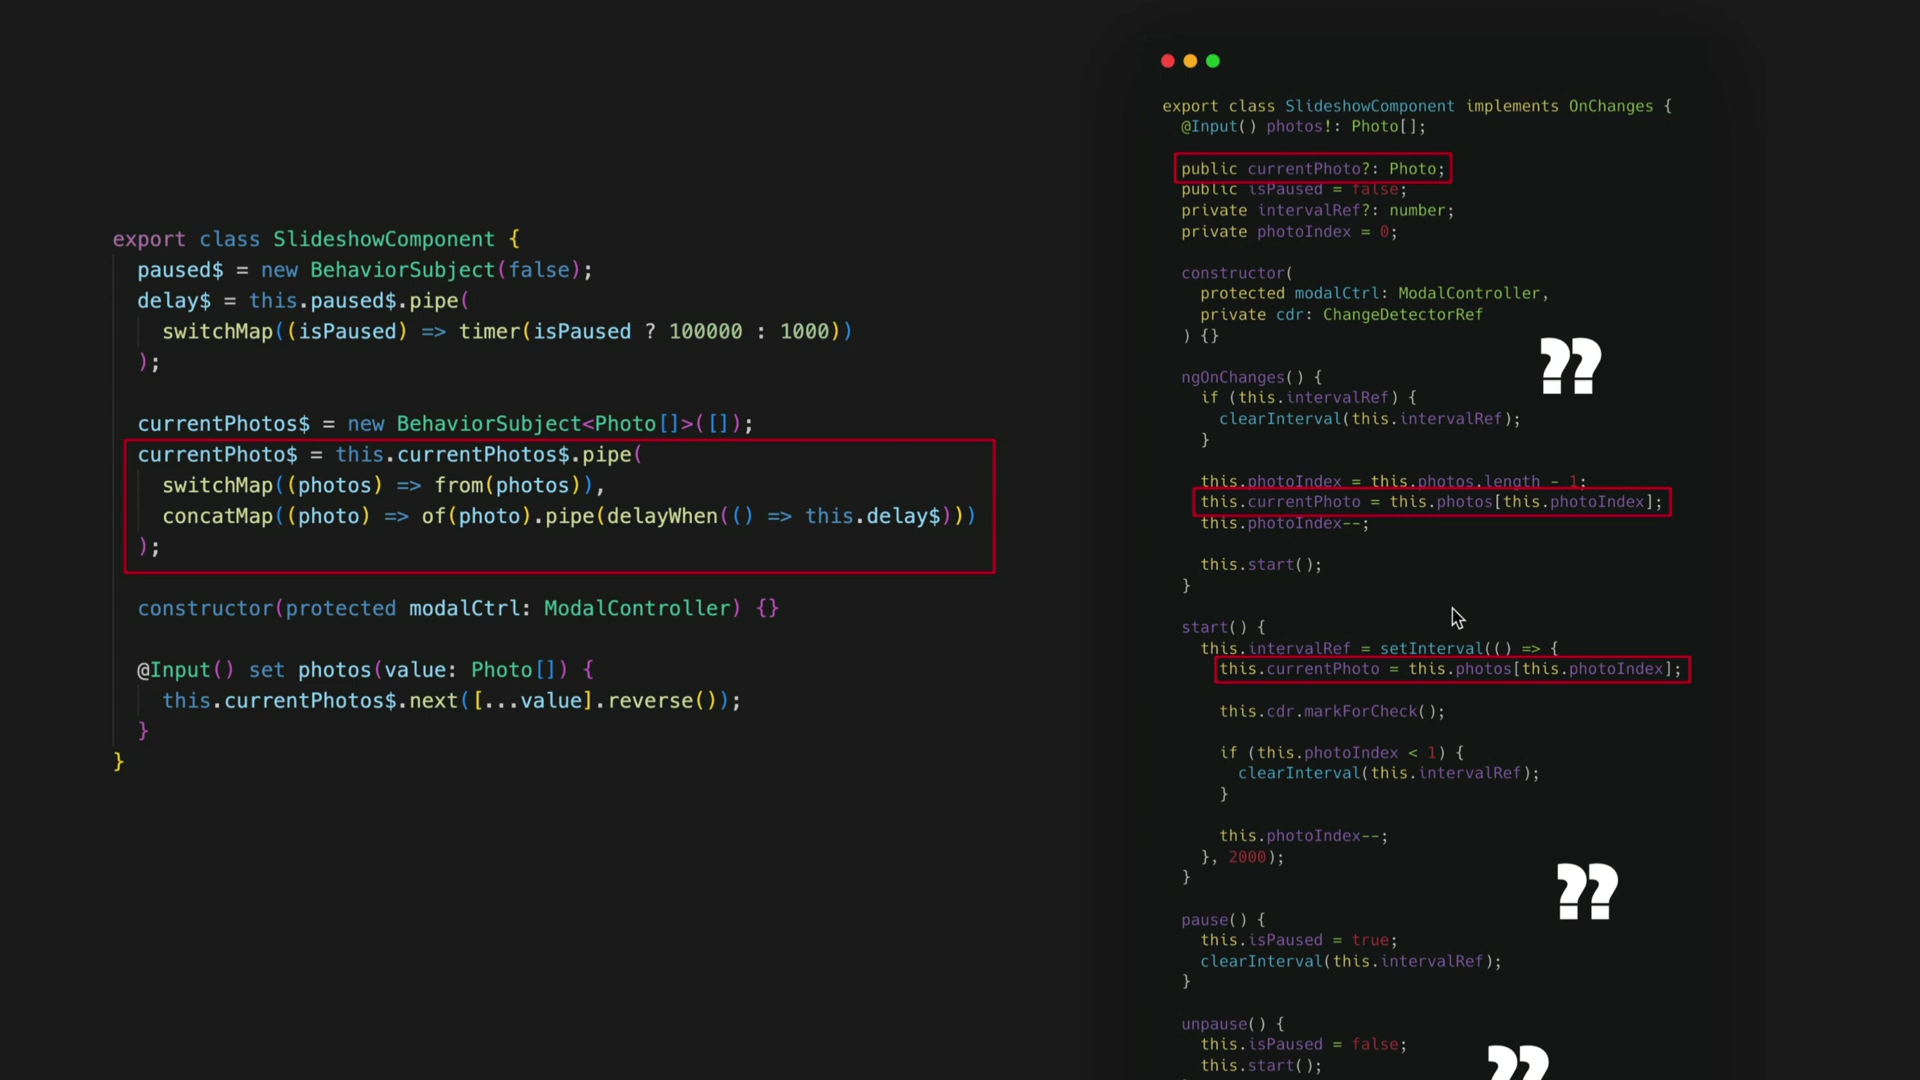 export class SlideshowComponent {
paused$ = new BehaviorSubject(false);
delay$ = this.paused$.pipe(
switchMap((isPaused) => timer(isPaused ? 100000 : 1000))
);
currentPhotos$ = new BehaviorSubject<Photo[]>([]);
currentPhoto$ = this.currentPhotos$.pipe(
switchMap((photos) => from(photos)),
concatMap((photo) => of(photo).pipe(delayWhen(() => this.delay$)))
);
constructor(protected modalCtrl: ModalController) {}
@Input() set photos(value: Photo[]) {
this.currentPhotos$.next([...value].reverse());
}
}
export class SlideshowComponent implements OnChanges {
@Input() photos!: Photo[];
public currentPhoto?: Photo;
public isPaused = false;
private intervalRef?: number;
private photoIndex = 0;
constructor(
protected modalCtrl: ModalController,
private cdr: ChangeDetectorRef
) {}
??
ngOnChanges() {
if (this.intervalRef) {
clearInterval(this.intervalRef);
}
this.photoIndex = this.photos.length - 1;
this.currentPhoto = this.photos[this.photoIndex];
this.photoIndex--;
this.start();
}
start() {
this.intervalRef = setInterval(() => {
this.currentPhoto = this.photos[this.photoIndex];
this.cdr.markForCheck();
if (this.photoIndex < 1) {
clearInterval(this.intervalRef);
}
this.photoIndex--;
}, 2000);
}
??
pause() {
this.isPaused = true;
clearInterval(this.intervalRef);
}
unpause() {
this.isPaused = false;
this.start();
??